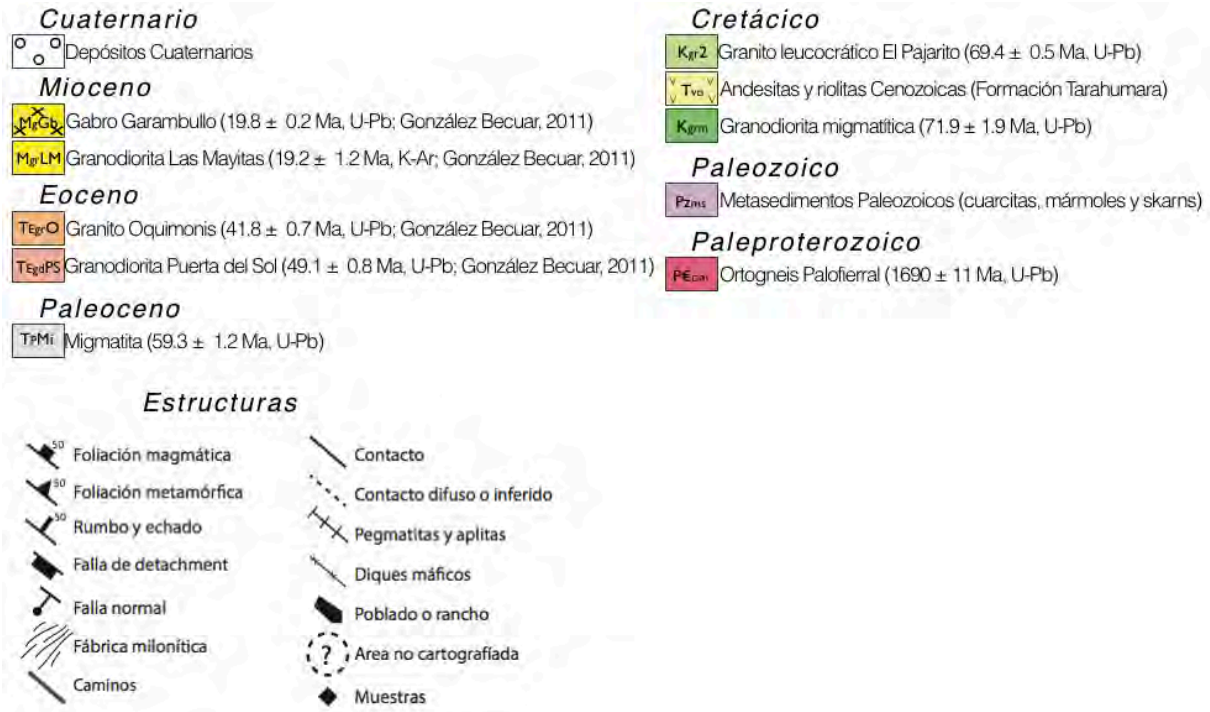 Cuaternario
Depósitos Cuaternarios
Mioceno
MgGb Gabro Garambullo (19.8 ± 0.2 Ma, U-Pb; González Becuar, 2011)
MgrLM Granodiorita Las Mayitas (19.2 ± 1.2 Ma, K-Ar; González Becuar, 2011)
Eoceno
TEgrO Granito Oquimonis (41.8 ± 0.7 Ma, U-Pb; González Becuar, 2011)
TEgdPS Granodiorita Puerta del Sol (49.1 ± 0.8 Ma, U-Pb; González Becuar, 2011)
Paleoceno
TPMi Migmatita (59.3 ± 1.2 Ma, U-Pb)
Cretácico
Kgr2 Granito leucocrático El Pajarito (69.4 ± 0.5 Ma, U-Pb)
Andesitas y riolitas Cenozoicas (Formación Tarahumara)
Kgrm Granodiorita migmatítica (71.9 ± 1.9 Ma, U-Pb)
Paleozoico
Pzms Metasedimentos Paleozoicos (cuarcitas, mármoles y skarns)
Paleproterozoico
Ortogneis Palofierral (1690 ± 11 Ma, U-Pb)
Estructuras
50 Foliación magmática
50 Foliación metamórfica
50 Rumbo y echado
Falla de detachment
Falla normal
Fábrica milonítica
Caminos
Contacto
Contacto difuso o inferido
Pegmatitas y aplitas
Diques máficos
Poblado o rancho
? Area no cartografíada
Muestras